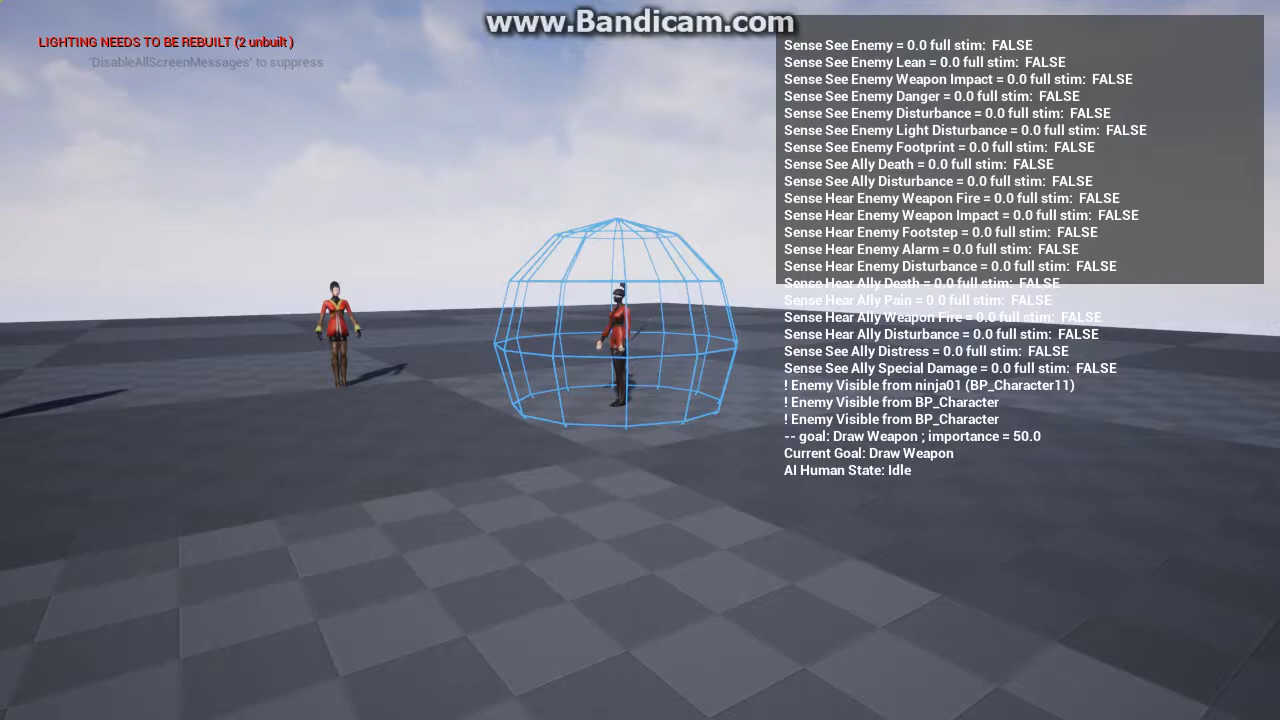 www.Bandicam.com
LIGHTING NEEDS TO BE REBUILT (2 unbuilt )
'DisableAllScreenMessages' to suppress
Sense See Enemy = 0.0 full stim:  FALSE
Sense See Enemy Lean = 0.0 full stim:  FALSE
Sense See Enemy Weapon Impact = 0.0 full stim:  FALSE
Sense See Enemy Danger = 0.0 full stim:  FALSE
Sense See Enemy Disturbance = 0.0 full stim:  FALSE
Sense See Enemy Light Disturbance = 0.0 full stim:  FALSE
Sense See Enemy Footprint = 0.0 full stim:  FALSE
Sense See Ally Death = 0.0 full stim:  FALSE
Sense See Ally Disturbance = 0.0 full stim:  FALSE
Sense Hear Enemy Weapon Fire = 0.0 full stim:  FALSE
Sense Hear Enemy Weapon Impact = 0.0 full stim:  FALSE
Sense Hear Enemy Footstep = 0.0 full stim:  FALSE
Sense Hear Enemy Alarm = 0.0 full stim:  FALSE
Sense Hear Enemy Disturbance = 0.0 full stim:  FALSE
Sense Hear Ally Death = 0.0 full stim:  FALSE
Sense Hear Ally Pain = 0.0 full stim:  FALSE
Sense Hear Ally Weapon Fire = 0.0 full stim:  FALSE
Sense Hear Ally Disturbance = 0.0 full stim:  FALSE
Sense See Ally Distress = 0.0 full stim:  FALSE
Sense See Ally Special Damage = 0.0 full stim:  FALSE
! Enemy Visible from ninja01 (BP_Character11)
! Enemy Visible from BP_Character
! Enemy Visible from BP_Character
-- goal: Draw Weapon ; importance = 50.0
Current Goal: Draw Weapon
AI Human State: Idle